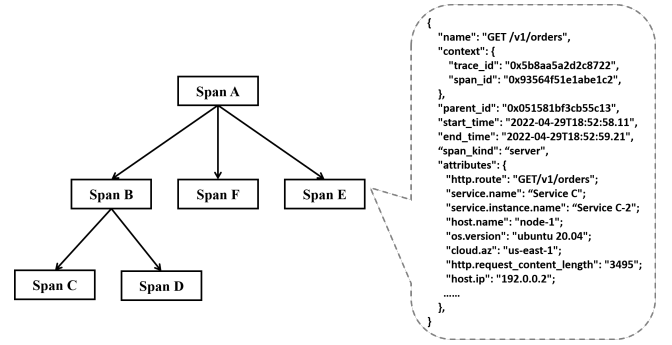 Span A
Span B
Span F
Span E
Span C
Span D
{
"name": "GET /v1/orders",
"context": {
"trace_id": "0x5b8aa5a2d2c8722",
"span_id": "0x93564f51e1abe1c2",
},
"parent_id": "0x051581bf3cb55c13",
"start_time": "2022-04-29T18:52:58.11",
"end_time": "2022-04-29T18:52:59.21",
“span_kind": “server",
"attributes": {
"http.route": "GET/v1/orders";
"service.name": “Service C";
"service.instance.name": “Service C-2";
"host.name": "node-1";
"os.version": "ubuntu 20.04";
"cloud.az": "us-east-1";
"http.request_content_length": "3495";
"host.ip": "192.0.0.2";
......
},
}